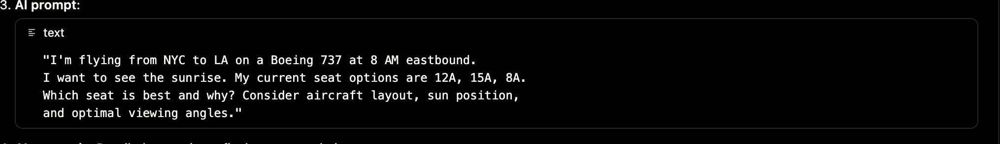 3. AI prompt:
text
"I'm flying from NYC to LA on a Boeing 737 at 8 AM eastbound.
I want to see the sunrise. My current seat options are 12A, 15A, 8A.
Which seat is best and why? Consider aircraft layout, sun position,
and optimal viewing angles."